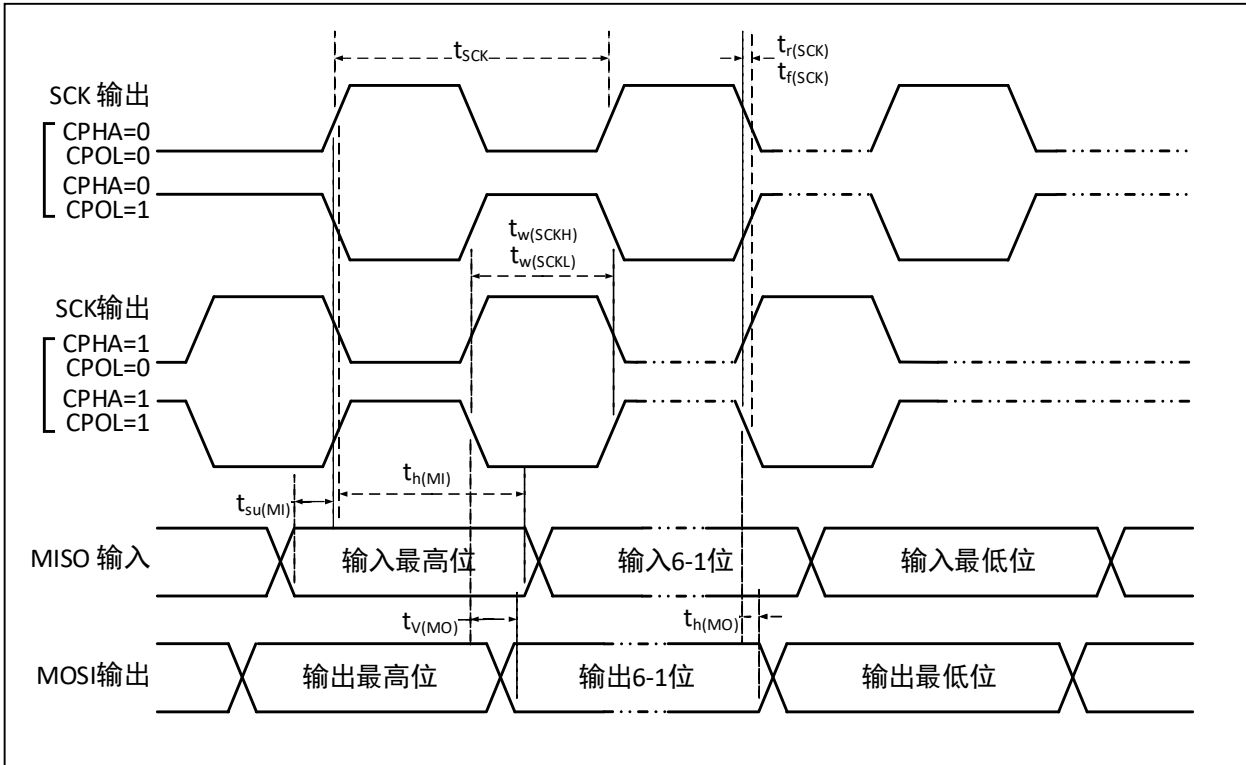 tSCK
tr(SCK)
tf(SCK)
SCK 输出
CPHA=0
CPOL=0
CPHA=0
CPOL=1
tw(SCKH)
tw(SCKL)
SCK输出
CPHA=1
CPOL=0
CPHA=1
CPOL=1
th(MI)
tsu(MI)
MISO 输入
输入最高位
输入6-1位
输入最低位
tV(MO)
th(MO)
MOSI输出
输出最高位
输出6-1位
输出最低位